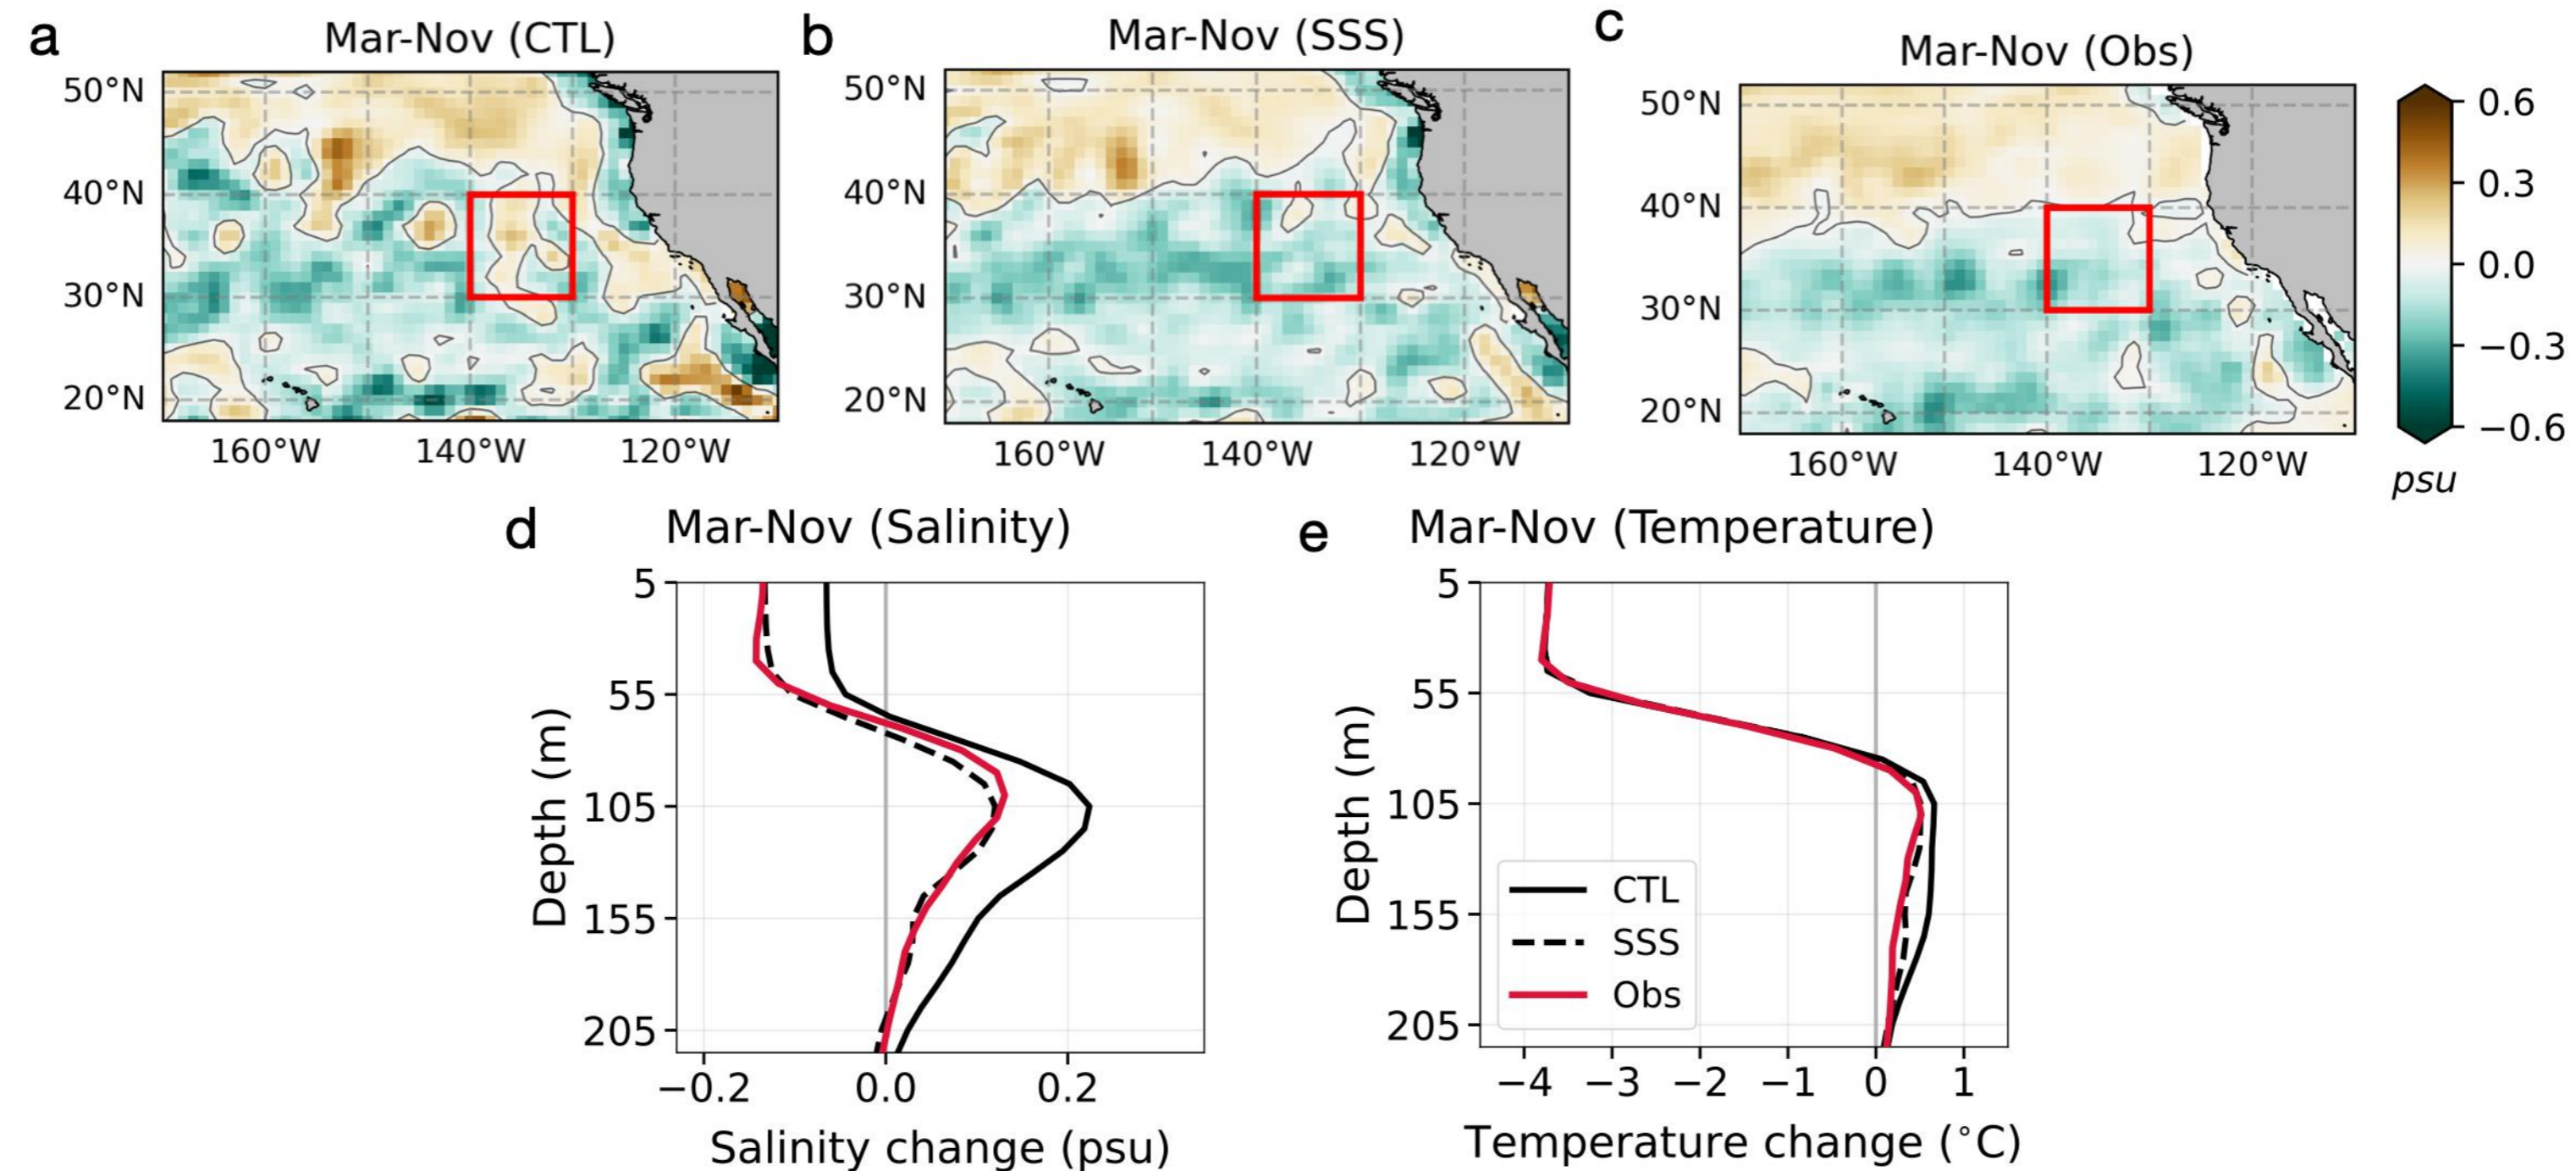 a
Mar-Nov (CTL)
50°N
40°N
30°N
20°N
160°W 140°W 120°W
b
Mar-Nov (SSS)
50°N
40°N
30°N
20°N
160°W 140°W 120°W
c
Mar-Nov (Obs)
50°N
40°N
30°N
20°N
160°W 140°W 120°W
0.6
0.3
0.0
−0.3
−0.6
psu
d
Mar-Nov (Salinity)
Depth (m)
5
55
105
155
205
−0.2 0.0 0.2
Salinity change (psu)
e
Mar-Nov (Temperature)
Depth (m)
5
55
105
155
205
CTL
SSS
Obs
−4 −3 −2 −1 0 1
Temperature change (°C)